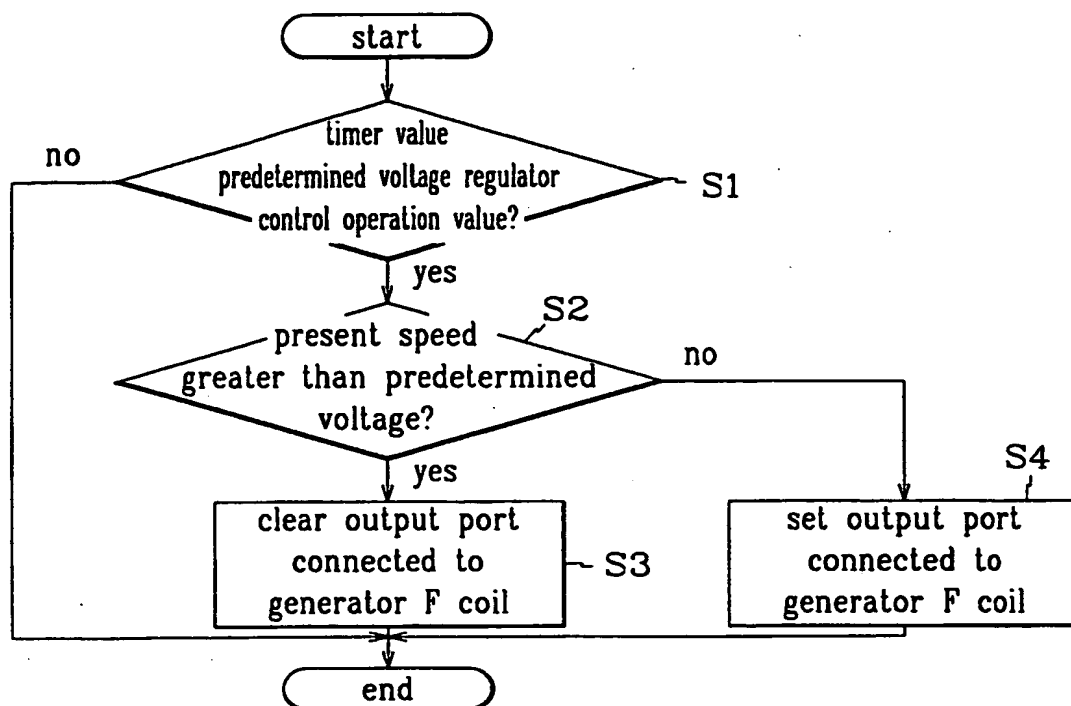 start
timer value
no
predetermined voltage regulator
S1
control operation value?
yes
S2
present speed
no
greater than predetermined
voltage?
yes
S4
clear output port
connected to
generator F coil
S3
set output port
connected to
generator F coil
end